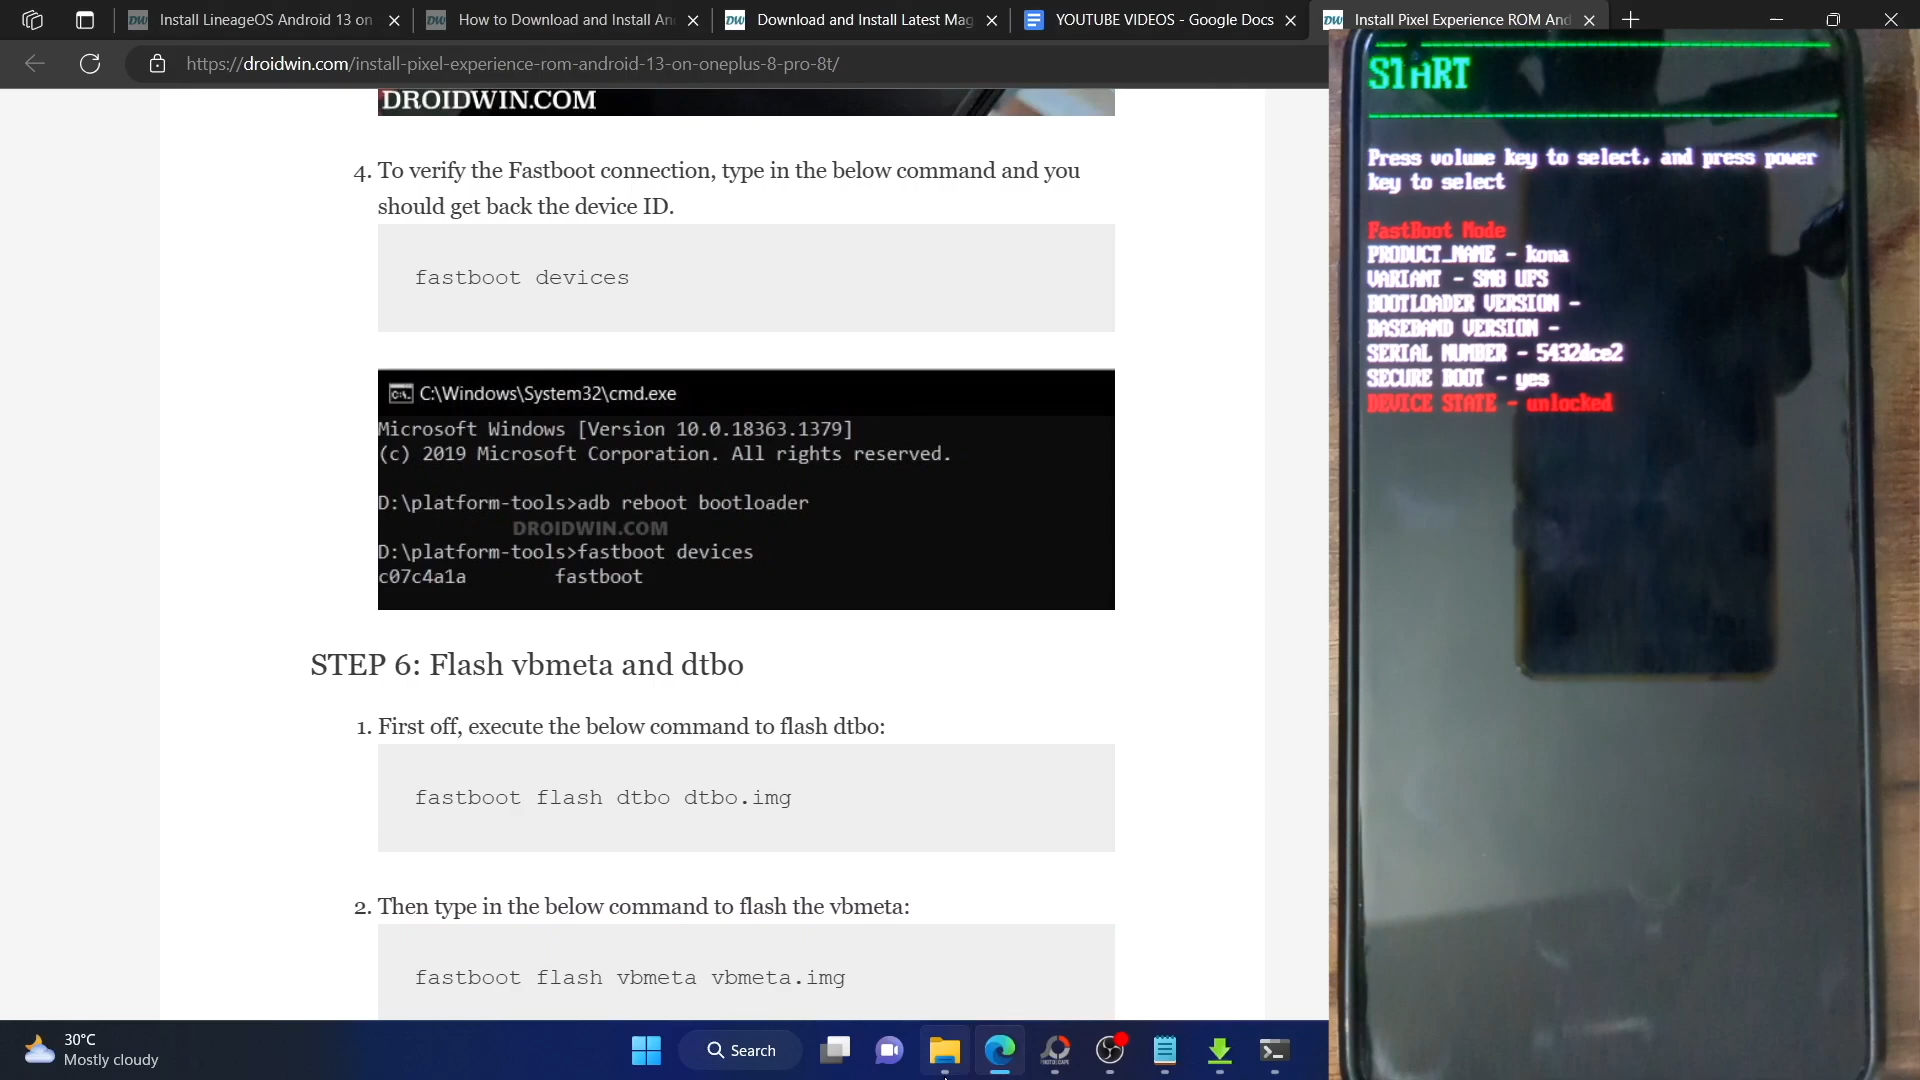 Install LineageOS Android 13 on
How to Download and Install An
Download and Install Latest Mag
YOUTUBE VIDEOS - Google Docs
Install Pixel Experience ROM And
https://droidwin.com/install-pixel-experience-rom-android-13-on-oneplus-8-pro-8t/
DROIDWIN.COM
4. To verify the Fastboot connection, type in the below command and you
should get back the device ID.
fastboot devices
C:\Windows\System32\cmd.exe
Microsoft Windows [Version 10.0.18363.1379]
(c) 2019 Microsoft Corporation. All rights reserved.
D:\platform-tools>adb reboot bootloader
DROIDWIN.COM
D:\platform-tools>fastboot devices
c07c4a1a fastboot
STEP 6: Flash vbmeta and dtbo
1. First off, execute the below command to flash dtbo:
fastboot flash dtbo dtbo.img
2. Then type in the below command to flash the vbmeta:
fastboot flash vbmeta vbmeta.img
START
Press volume key to select, and press power
key to select
FastBoot Mode
PRODUCT_NAME - kona
VARIANT - SMB UFS
BOOTLOADER VERSION -
BASEBAND VERSION -
SERIAL NUMBER - 5432dce2
SECURE BOOT - yes
DEVICE STATE - unlocked
30°C
Mostly cloudy
Search